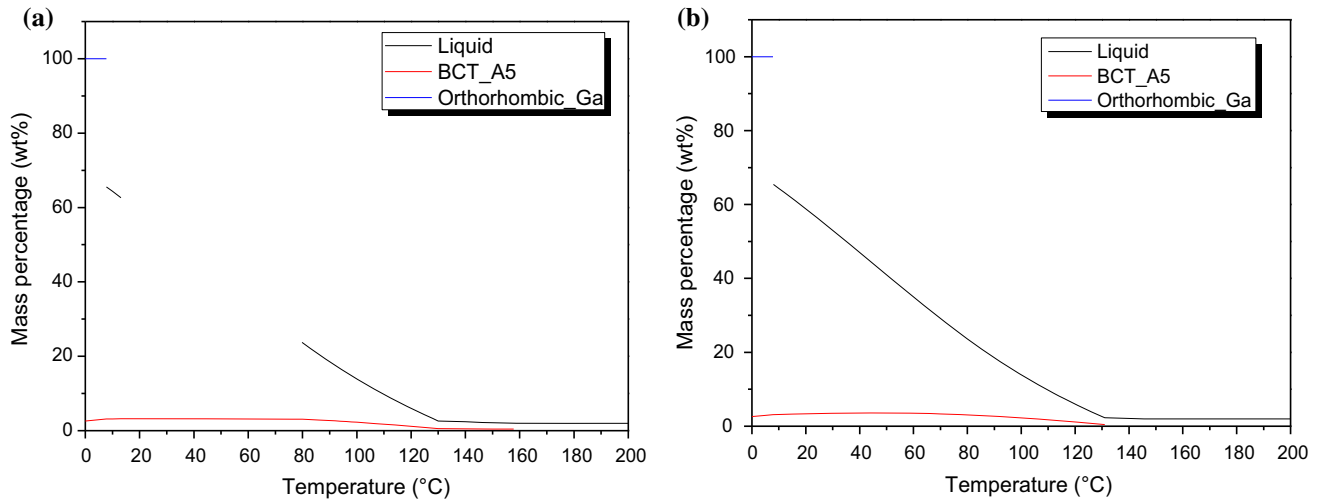 (a)
Mass percentage (wt%)
100
80
60
40
20
0
Liquid
BCT_A5
Orthorhombic_Ga
0 20 40 60 80 100 120 140 160 180 200
Temperature (°C)
(b)
Mass percentage (wt%)
100
80
60
40
20
0
Liquid
BCT_A5
Orthorhombic_Ga
0 20 40 60 80 100 120 140 160 180 200
Temperature (°C)